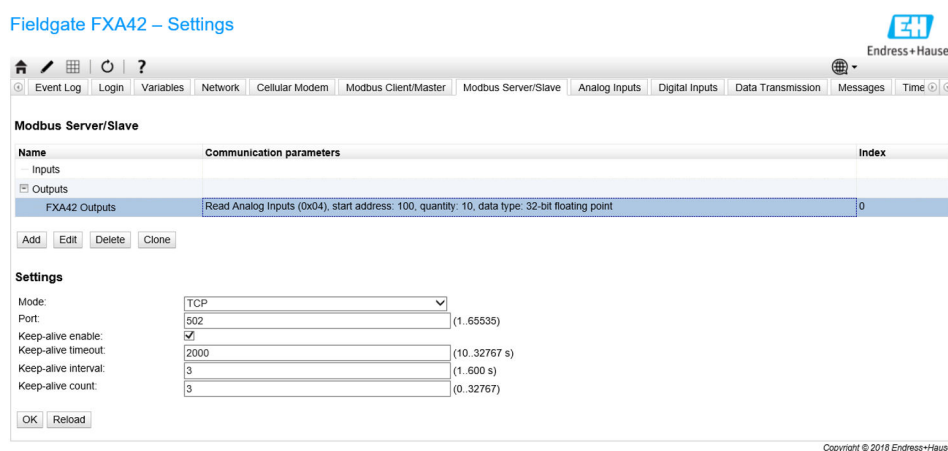 Fieldgate FXA42 – Settings
EH
Endress+Hause
?
Event Log Login Variables Network Cellular Modem Modbus Client/Master Modbus Server/Slave Analog Inputs Digital Inputs Data Transmission Messages Time
Modbus Server/Slave
Name Communication parameters Index
Inputs
Outputs
FXA42 Outputs Read Analog Inputs (0x04), start address: 100, quantity: 10, data type: 32-bit floating point 0
Add Edit Delete Clone
Settings
Mode: TCP
Port: 502 (1..65535)
Keep-alive enable:
Keep-alive timeout: 2000 (10..32767 s)
Keep-alive interval: 3 (1..600 s)
Keep-alive count: 3 (0..32767)
OK Reload
Copyright © 2018 Endress+Haus